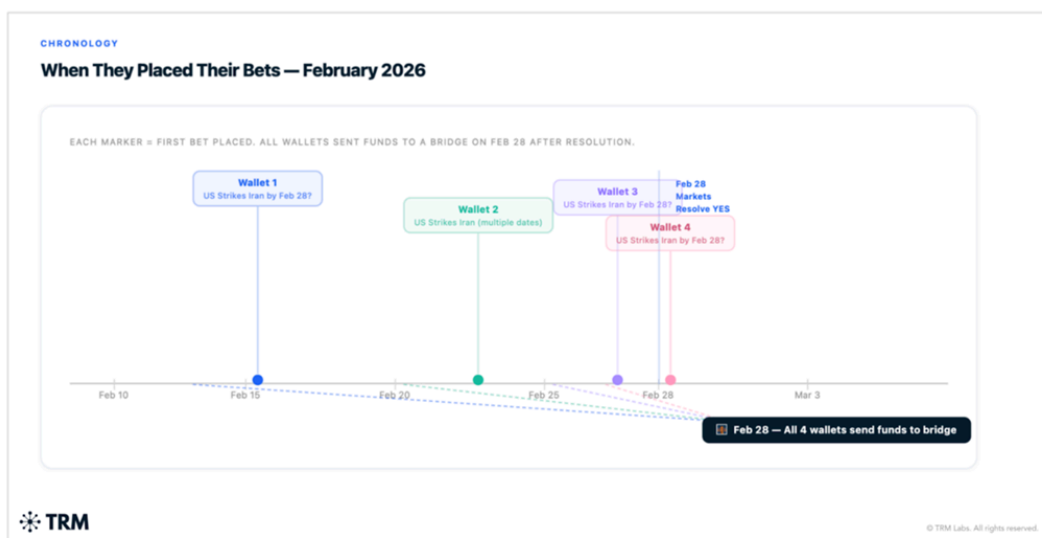 CHRONOLOGY
When They Placed Their Bets — February 2026
EACH MARKER = FIRST BET PLACED. ALL WALLETS SENT FUNDS TO A BRIDGE ON FEB 28 AFTER RESOLUTION.
Wallet 1
US Strikes Iran by Feb 28?
Wallet 2
US Strikes Iran (multiple dates)
Wallet 3
US Strikes Iran by Feb 28?
Feb 28
Markets
Resolve YES
Wallet 4
US Strikes Iran by Feb 28?
Feb 10
Feb 15
Feb 20
Feb 25
Feb 28
Mar 3
Feb 28 — All 4 wallets send funds to bridge
TRM
© TRM Labs. All rights reserved.